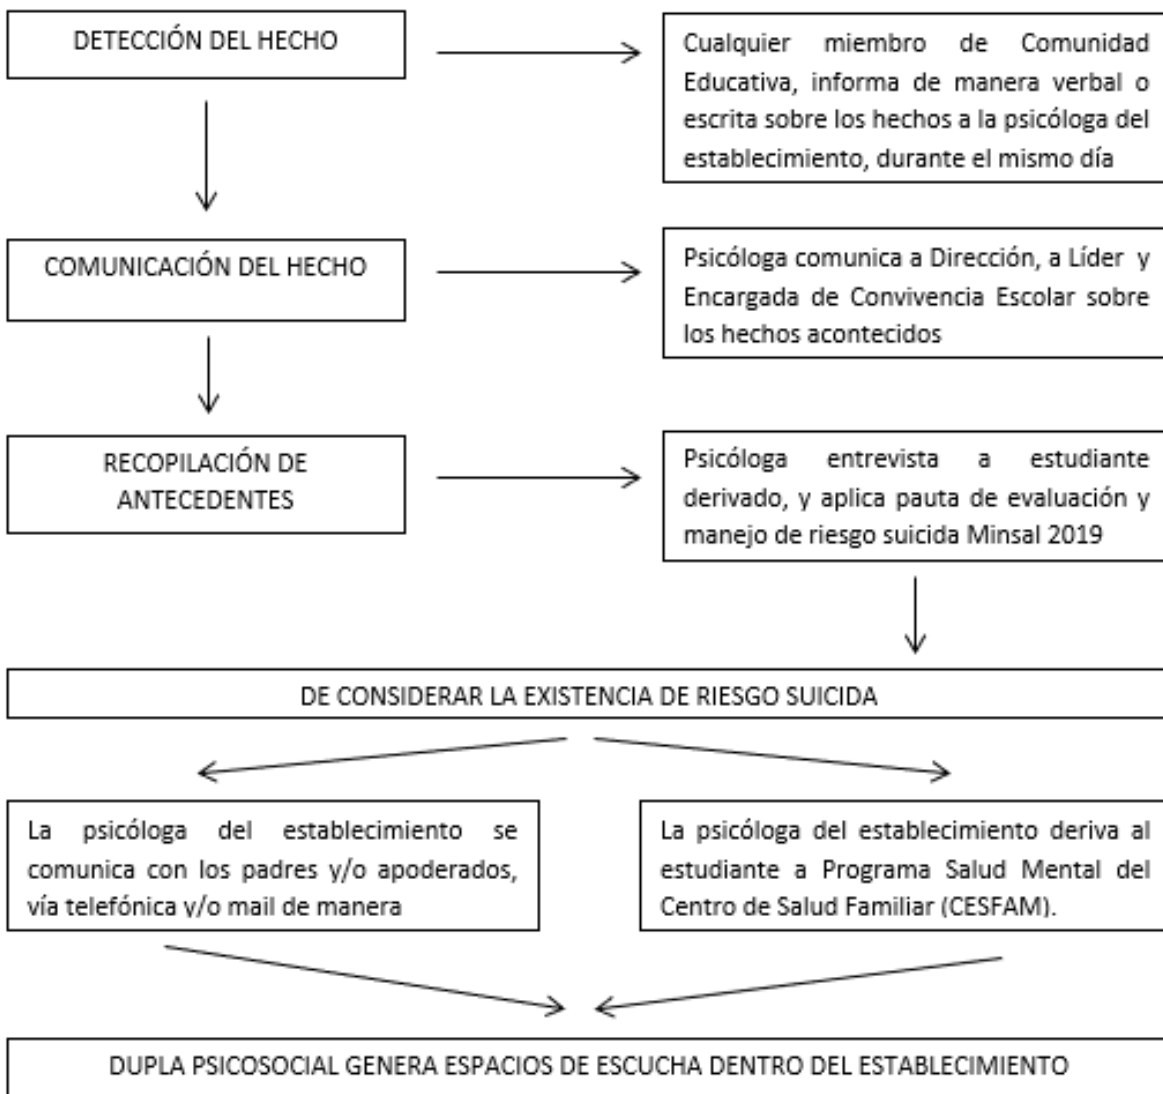 DETECCIÓN DEL HECHO
Cualquier miembro de Comunidad
Educativa, informa de manera verbal o
escrita sobre los hechos a la psicóloga del
establecimiento, durante el mismo día
COMUNICACIÓN DEL HECHO
Psicóloga comunica a Dirección, a Líder y
Encargada de Convivencia Escolar sobre
los hechos acontecidos
RECOPILACIÓN DE
ANTECEDENTES
Psicóloga entrevista a estudiante
derivado, y aplica pauta de evaluación y
manejo de riesgo suicida Minsal 2019
DE CONSIDERAR LA EXISTENCIA DE RIESGO SUICIDA
La psicóloga del establecimiento se
comunica con los padres y/o apoderados,
vía telefónica y/o mail de manera
La psicóloga del establecimiento deriva al
estudiante a Programa Salud Mental del
Centro de Salud Familiar (CESFAM).
DUPLA PSICOSOCIAL GENERA ESPACIOS DE ESCUCHA DENTRO DEL ESTABLECIMIENTO